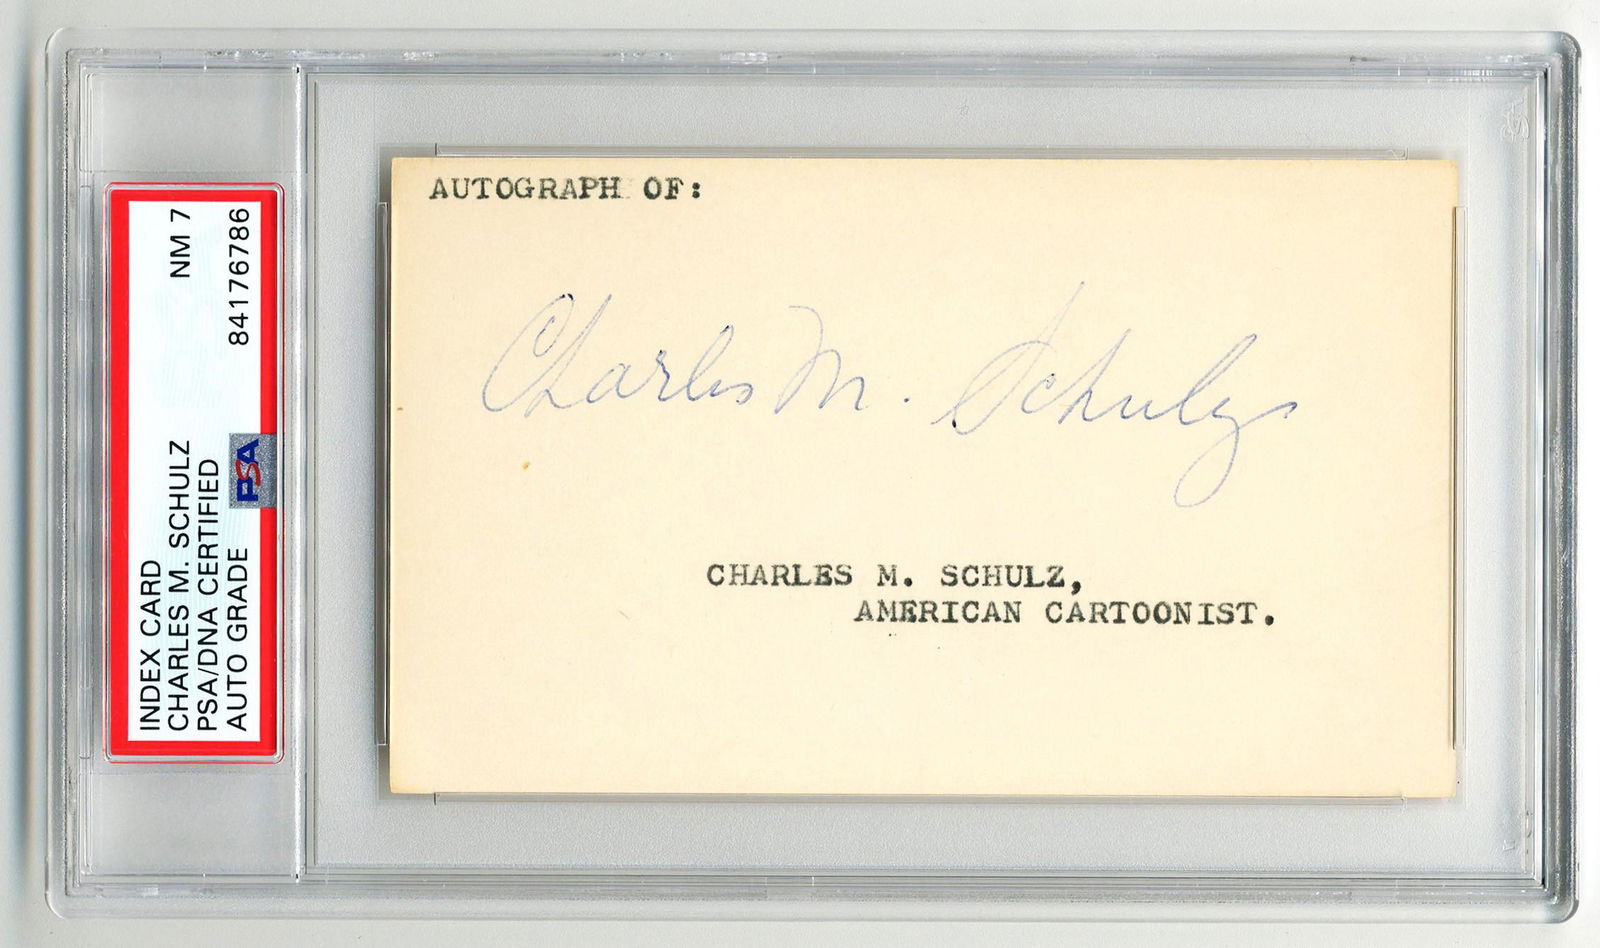 INDEX CARD NM 7
CHARLES M. SCHULZ
PSA/DNA CERTIFIED
AUTO GRADE 84176786
PSA
AUTOGRAPH OF:
Charles M. Schulz
CHARLES M. SCHULZ,
AMERICAN CARTOONIST.